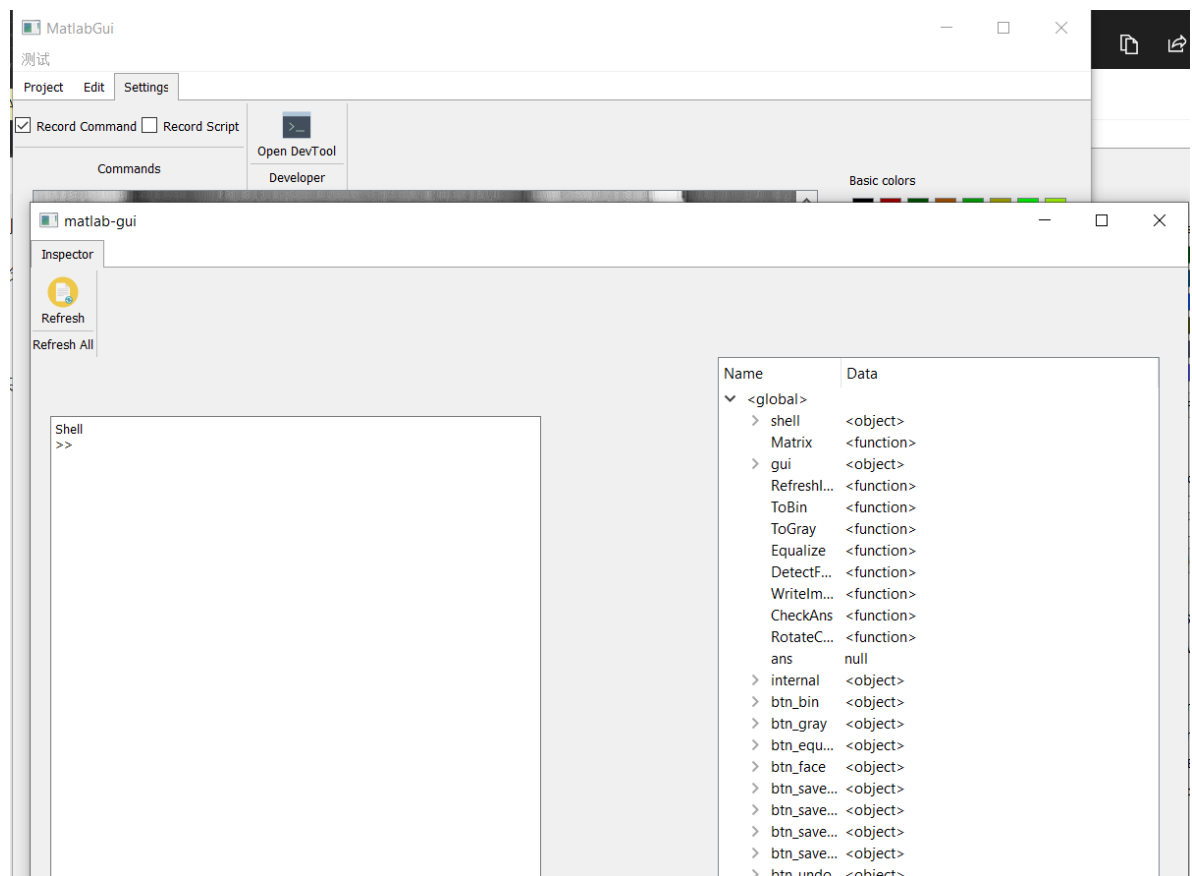 MatlabGui
测试
Project Edit Settings
Record Command Record Script
Open DevTool
Commands
Developer
Basic colors
matlab-gui
Inspector
Refresh
Refresh All
Shell
>>
Name Data
<global>
shell <object>
Matrix <function>
gui <object>
RefreshI... <function>
ToBin <function>
ToGray <function>
Equalize <function>
DetectF... <function>
WriteIm... <function>
CheckAns <function>
RotateC... <function>
ans null
internal <object>
btn_bin <object>
btn_gray <object>
btn_equ... <object>
btn_face <object>
btn_save... <object>
btn_save... <object>
btn_save... <object>
btn_save... <object>
btn_undo <object>